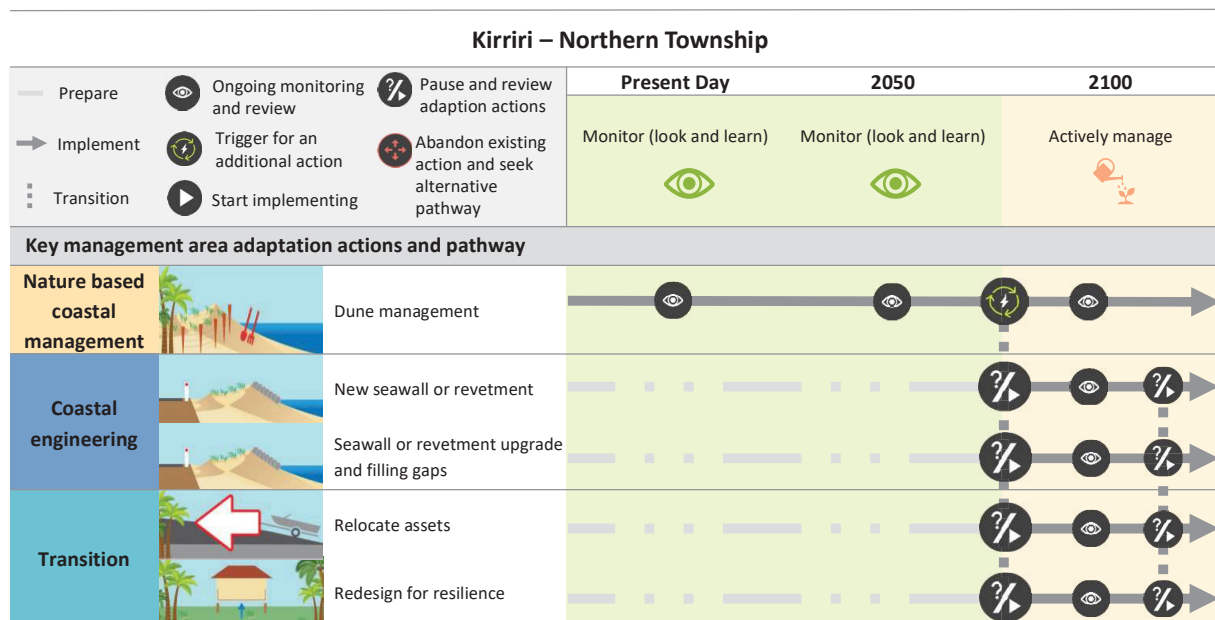 Kirriri – Northern Township
Prepare
Implement
Transition
Ongoing monitoring
and review
Trigger for an
additional action
Start implementing
Pause and review
adaption actions
Abandon existing
action and seek
alternative
pathway
Present Day
2050
2100
Monitor (look and learn)
Monitor (look and learn)
Actively manage
Key management area adaptation actions and pathway
Nature based
coastal
management
Dune management
Coastal
engineering
New seawall or revetment
Seawall or revetment upgrade
and filling gaps
Transition
Relocate assets
Redesign for resilience